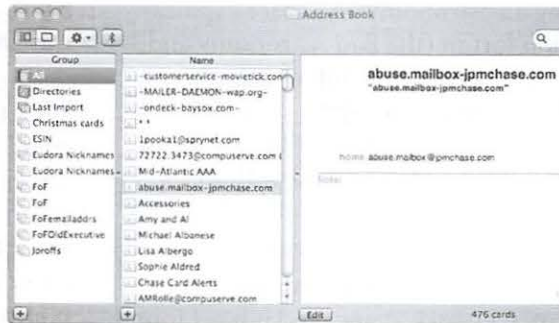 Address Book
Group
All
Directories
Last Import
Christmas cards
ESIN
Eudora Nicknames
Eudora Nicknames
FoF
FoF
FoFemailaddrs
FoFOldExecutive
Joroffs
Name
-customerservice-movietick.com
-MAILER-DAEMON-wap.org-
-ondeck-baysox.com-
* *
1pooka1@sprynet.com
72722.3473@compuserve.com (
Mid-Atlantic AAA
abuse.mailbox-jpmchase.com
Accessories
Amy and Al
Michael Albanese
Lisa Albergo
Sophie Aldred
Chase Card Alerts
AMRolle@compuserve.com
abuse.mailbox-jpmchase.com
"abuse.mailbox-jpmchase.com"
home abuse.mailbox@jpmchase.com
Note:
Edit
476 cards